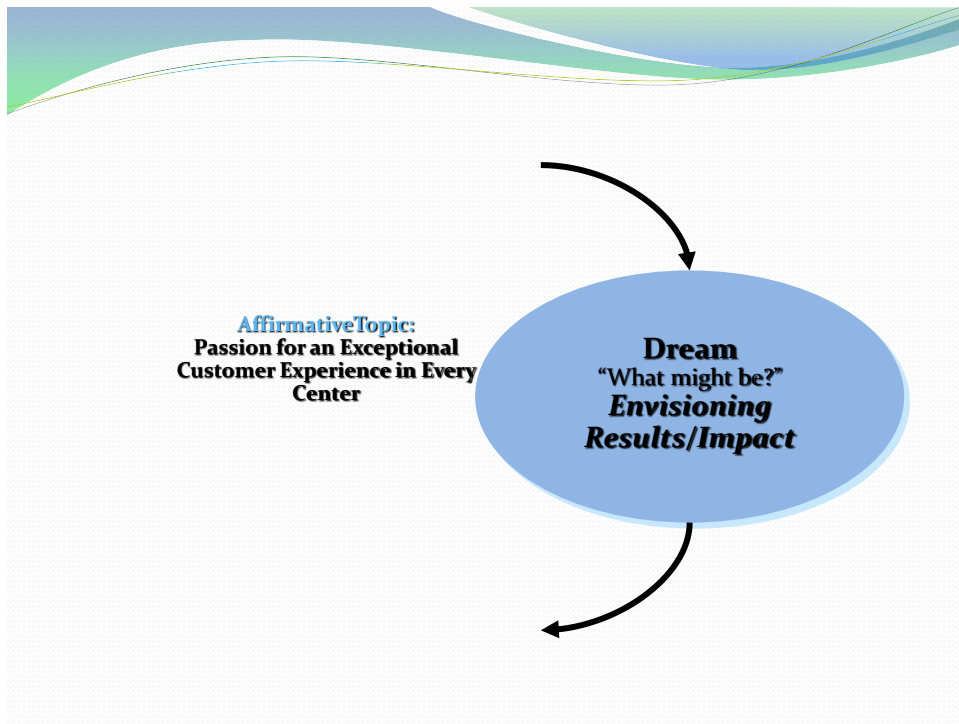 AffirmativeTopic:
Passion for an Exceptional
Customer Experience in Every
Center
Dream
“What might be?”
Envisioning
Results/Impact